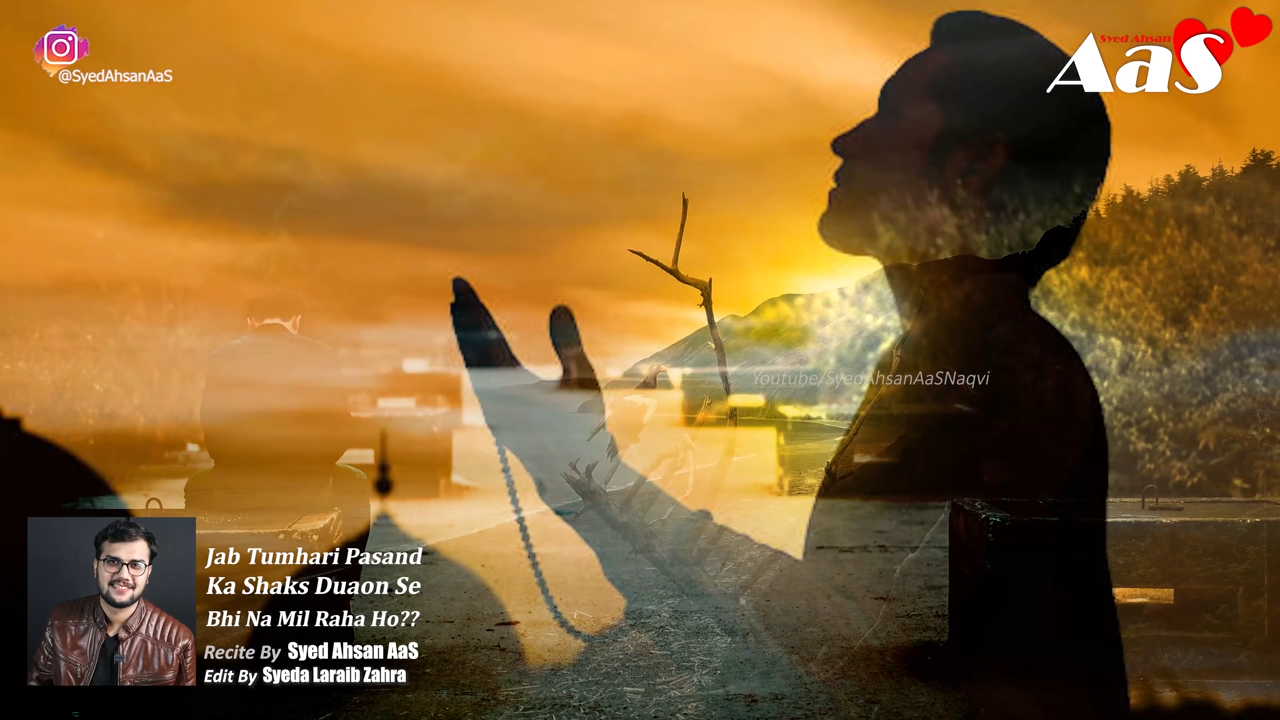 @SyedAhsanAaS
Syed Ahsan
AaS
Youtube/SyedAhsanAaSNaqvi
Jab Tumhari Pasand
Ka Shaks Duaon Se
Bhi Na Mil Raha Ho??
Recite By Syed Ahsan AaS
Edit By Syeda Laraib Zahra